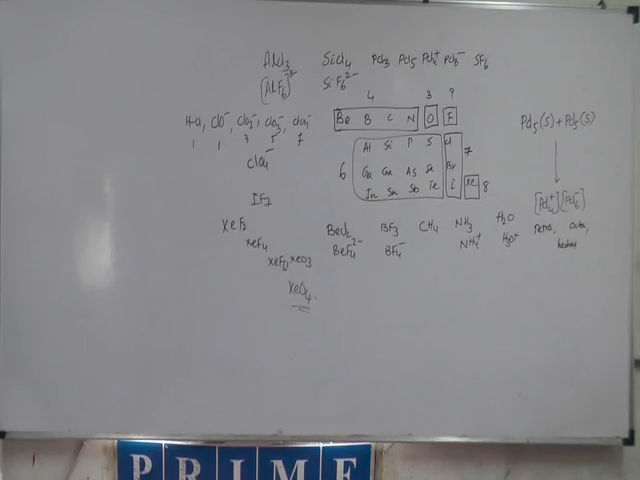 AlCl3 SiCl4 PCl3 PCl5 PCl4+ PCl6- SF6
[AlF6]3- SiF6 2-
4 3 9
HCl, ClO-, ClO2-, ClO3-, ClO4- Be B C N O F PCl5(S) + PCl5(S)
1 1 3 5 7 Al Si P S Cl 7
ClO4-
6 Ga Ge As Se Br
In Sn Sb Te I Xe 8
IF7 [PCl4+][PCl6-]
XeF2 BeCl2 BF3 CH4 NH3 H2O tetra, Octa,
XeF4 BeF4 2- BF4- NH4+ H3O+ hedral
XeF6 XeO3
XeO4.
PRIME